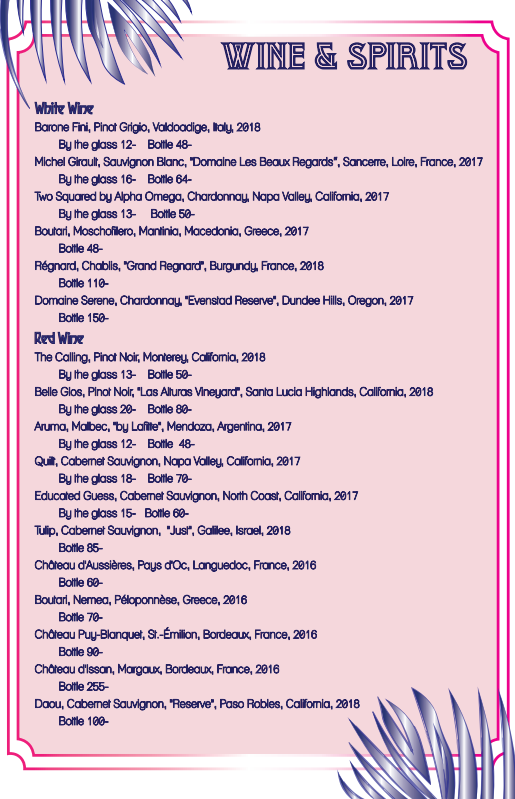 WINE & SPIRITS
White Wine
Barone Fini, Pinot Grigio, Valdoadige, Italy, 2018
By the glass 12- Bottle 48-
Michel Girault, Sauvignon Blanc, "Domaine Les Beaux Regards", Sancerre, Loire, France, 2017
By the glass 16- Bottle 64-
Two Squared by Alpha Omega, Chardonnay, Napa Valley, California, 2017
By the glass 13- Bottle 50-
Boutari, Moschofilero, Mantinia, Macedonia, Greece, 2017
Bottle 48-
Régnard, Chablis, "Grand Regnard", Burgundy, France, 2018
Bottle 110-
Domaine Serene, Chardonnay, "Evenstad Reserve", Dundee Hills, Oregon, 2017
Bottle 150-
Red Wine
The Calling, Pinot Noir, Monterey, California, 2018
By the glass 13- Bottle 50-
Belle Glos, Pinot Noir, "Las Alturas Vineyard", Santa Lucia Highlands, California, 2018
By the glass 20- Bottle 80-
Aruma, Malbec, "by Lafitte", Mendoza, Argentina, 2017
By the glass 12- Bottle 48-
Quilt, Cabernet Sauvignon, Napa Valley, California, 2017
By the glass 18- Bottle 70-
Educated Guess, Cabernet Sauvignon, North Coast, California, 2017
By the glass 15- Bottle 60-
Tulip, Cabernet Sauvignon, "Just", Galilee, Israel, 2018
Bottle 85-
Château d'Aussières, Pays d'Oc, Languedoc, France, 2016
Bottle 60-
Boutari, Nemea, Péloponnèse, Greece, 2016
Bottle 70-
Château Puy-Blanquet, St.-Émilion, Bordeaux, France, 2016
Bottle 90-
Château d'Issan, Margaux, Bordeaux, France, 2016
Bottle 255-
Daou, Cabernet Sauvignon, "Reserve", Paso Robles, California, 2018
Bottle 100-